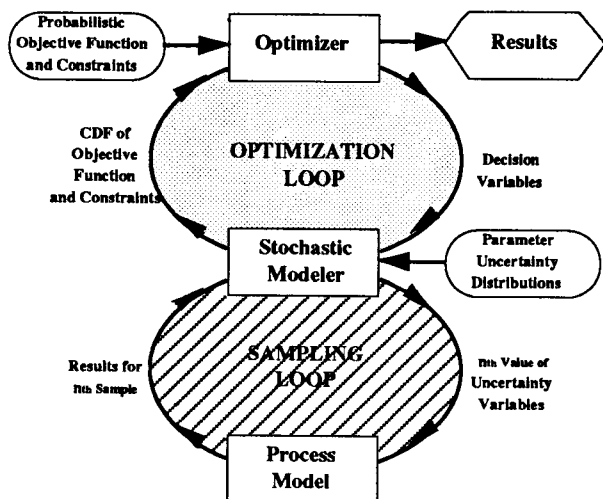 Probabilistic
Objective Function
and Constraints
Optimizer
Results
CDF of
Objective
Function
and Constraints
OPTIMIZATION
LOOP
Decision
Variables
Stochastic
Modeler
Parameter
Uncertainty
Distributions
Results for
nth Sample
SAMPLING
LOOP
nth Value of
Uncertainty
Variables
Process
Model